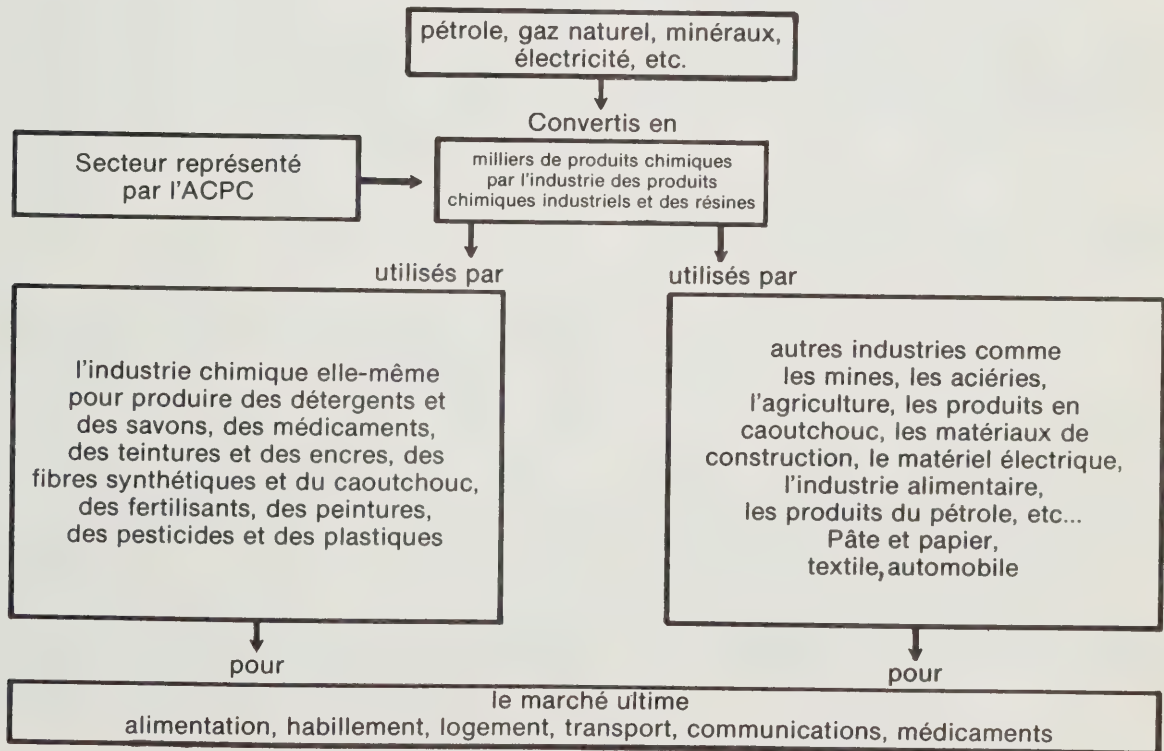 pétrole, gaz naturel, minéraux,
électricité, etc.
Convertis en
Secteur représenté
par l'ACPC
milliers de produits chimiques
par l'industrie des produits
chimiques industriels et des résines
utilisés par
utilisés par
l'industrie chimique elle-même
pour produire des détergents et
des savons, des médicaments,
des teintures et des encres, des
fibres synthétiques et du caoutchouc,
des fertilisants, des peintures,
des pesticides et des plastiques
autres industries comme
les mines, les aciéries,
l'agriculture, les produits en
caoutchouc, les matériaux de
construction, le matériel électrique,
l'industrie alimentaire,
les produits du pétrole, etc...
Pâte et papier,
textile, automobile
pour
pour
le marché ultime
alimentation, habillement, logement, transport, communications, médicaments